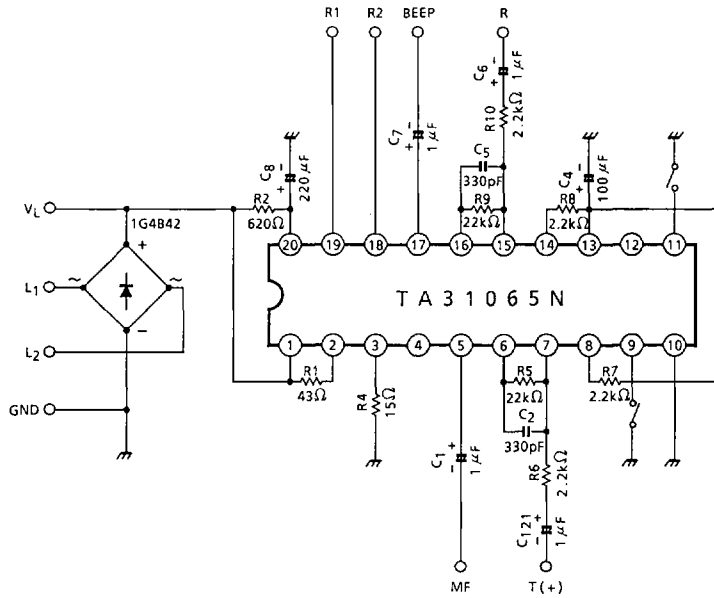 R1 R2 BEEP R
C6 1μF
R10 2.2kΩ
C7 1μF
C8 220μF
C5
330pF
R9
22kΩ
C4 100μF
R8
2.2kΩ
R2
620Ω
VL
1G4B42
+
L1 ~ ~
−
L2
GND
20 19 18 17 16 15 14 13 12 11
TA31065N
1 2 3 4 5 6 7 8 9 10
R1
43Ω
R4 15Ω
R5
22kΩ
C2
330pF
R7
2.2kΩ
R6 2.2kΩ
C1 1μF
C121 1μF
MF T(+)